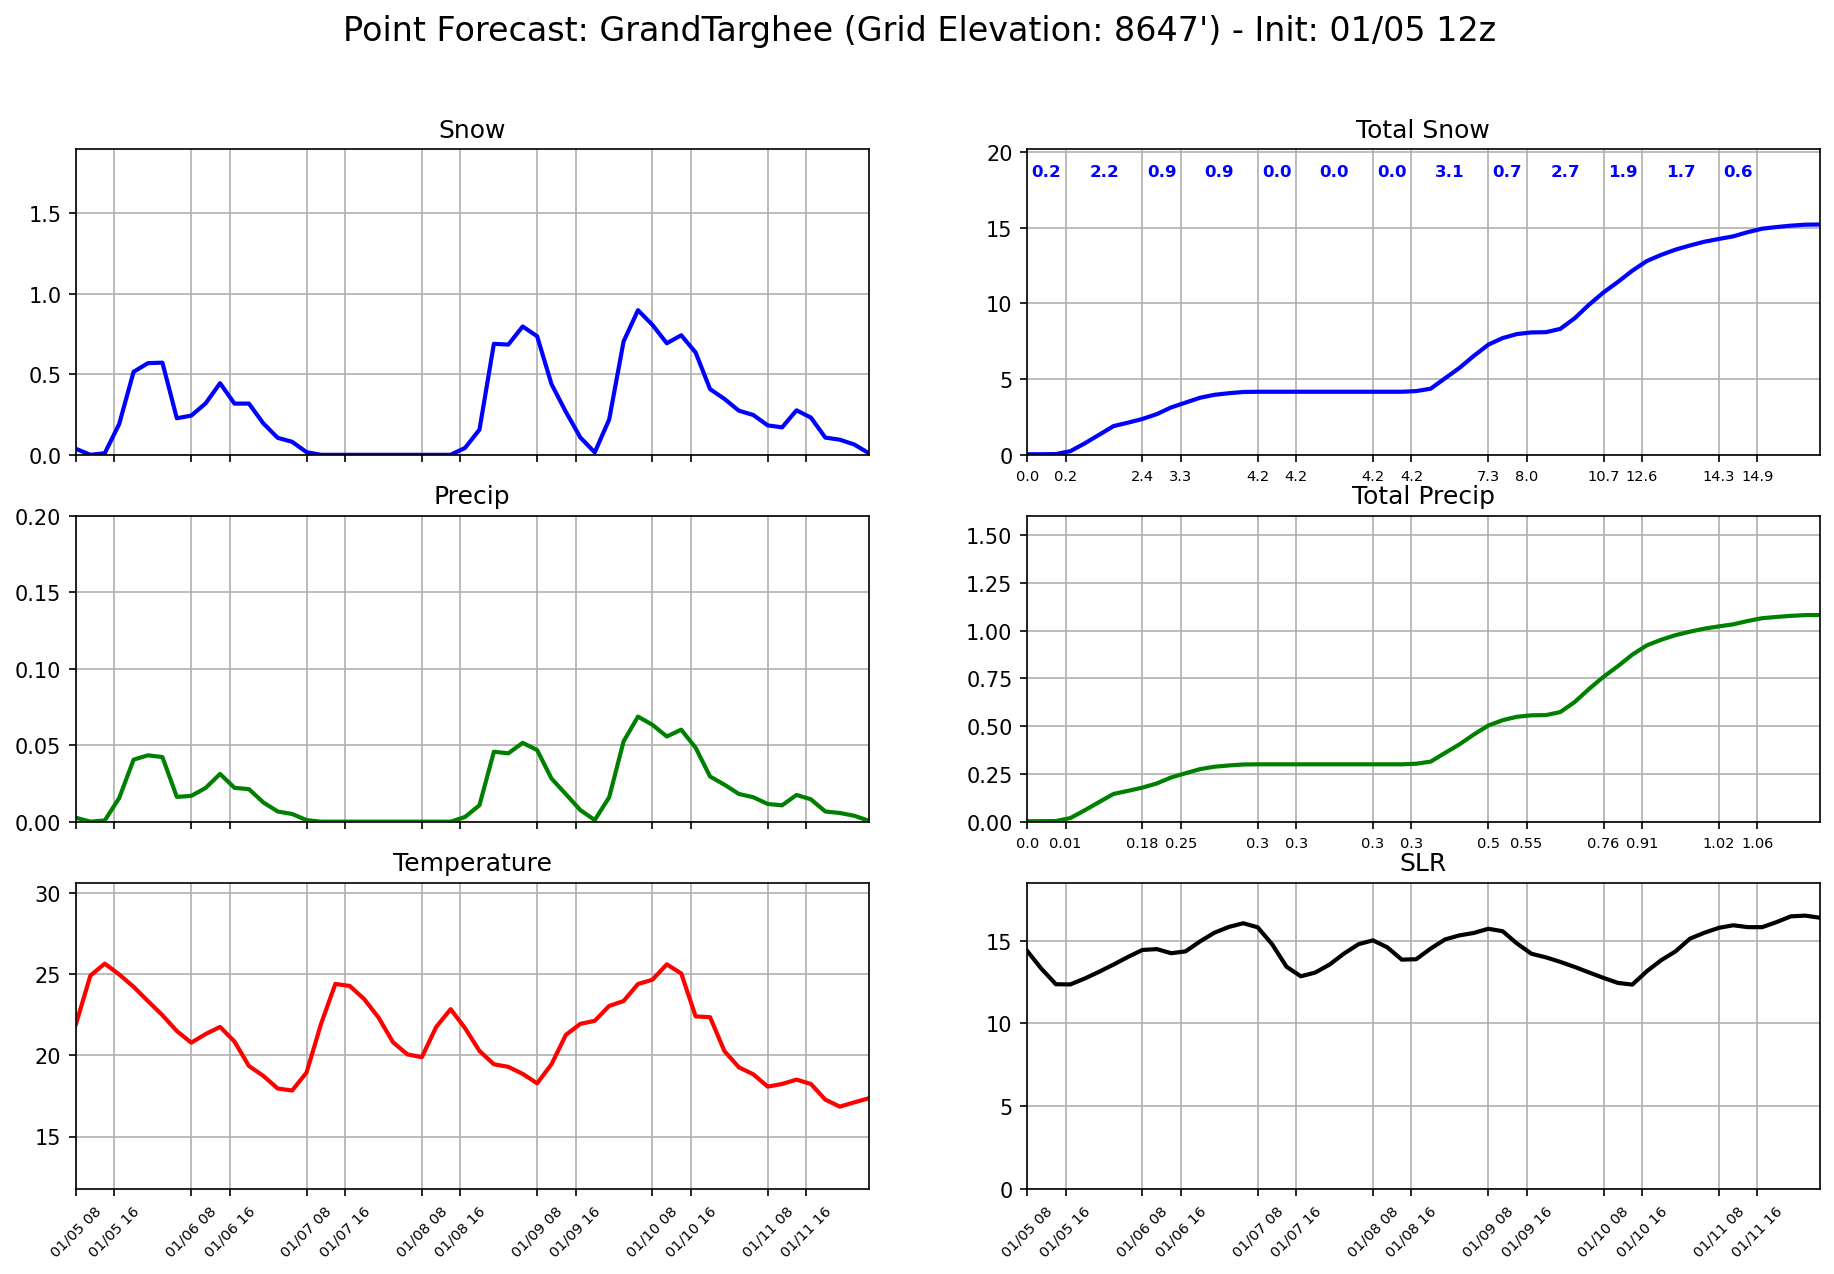 Point Forecast: GrandTarghee (Grid Elevation: 8647') - Init: 01/05 12z
Snow
1.5
1.0
0.5
0.0
Total Snow
20
15
10
5
0
0.2 2.2 0.9 0.9 0.0 0.0 0.0 3.1 0.7 2.7 1.9 1.7 0.6
0.0 0.2 2.4 3.3 4.2 4.2 4.2 4.2 7.3 8.0 10.7 12.6 14.3 14.9
Precip
0.20
0.15
0.10
0.05
0.00
Total Precip
1.50
1.25
1.00
0.75
0.50
0.25
0.00
0.0 0.01 0.18 0.25 0.3 0.3 0.3 0.3 0.5 0.55 0.76 0.91 1.02 1.06
Temperature
30
25
20
15
01/05 08 01/05 16 01/06 08 01/06 16 01/07 08 01/07 16 01/08 08 01/08 16 01/09 08 01/09 16 01/10 08 01/10 16 01/11 08 01/11 16
SLR
15
10
5
0
01/05 08 01/05 16 01/06 08 01/06 16 01/07 08 01/07 16 01/08 08 01/08 16 01/09 08 01/09 16 01/10 08 01/10 16 01/11 08 01/11 16